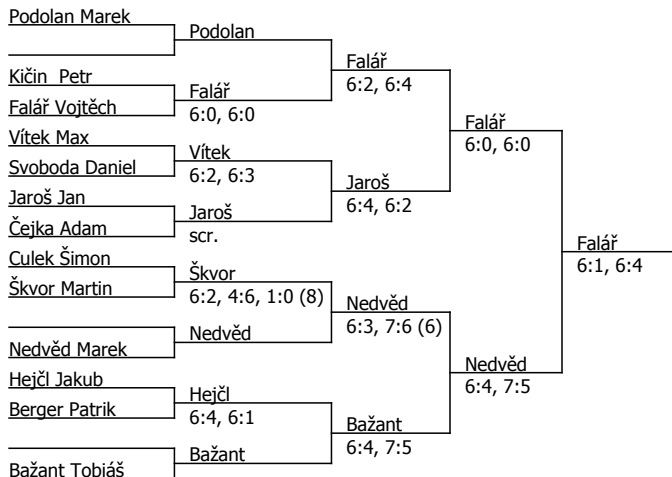 Podolan Marek
Podolan
Kičin Petr
Falář
6:2, 6:4
Falář Vojtěch
Falář
6:0, 6:0
Vítek Max
Vítek
6:2, 6:3
Falář
6:0, 6:0
Svoboda Daniel
Jaroš Jan
Jaroš
6:4, 6:2
Čejka Adam
Jaroš
scr.
Culek Šimon
Falář
6:1, 6:4
Škvor Martin
Škvor
6:2, 4:6, 1:0 (8)
Nedvěd
6:3, 7:6 (6)
Nedvěd Marek
Nedvěd
Hejčl Jakub
Nedvěd
6:4, 7:5
Berger Patrik
Hejčl
6:4, 6:1
Bažant
6:4, 7:5
Bažant Tobiáš
Bažant